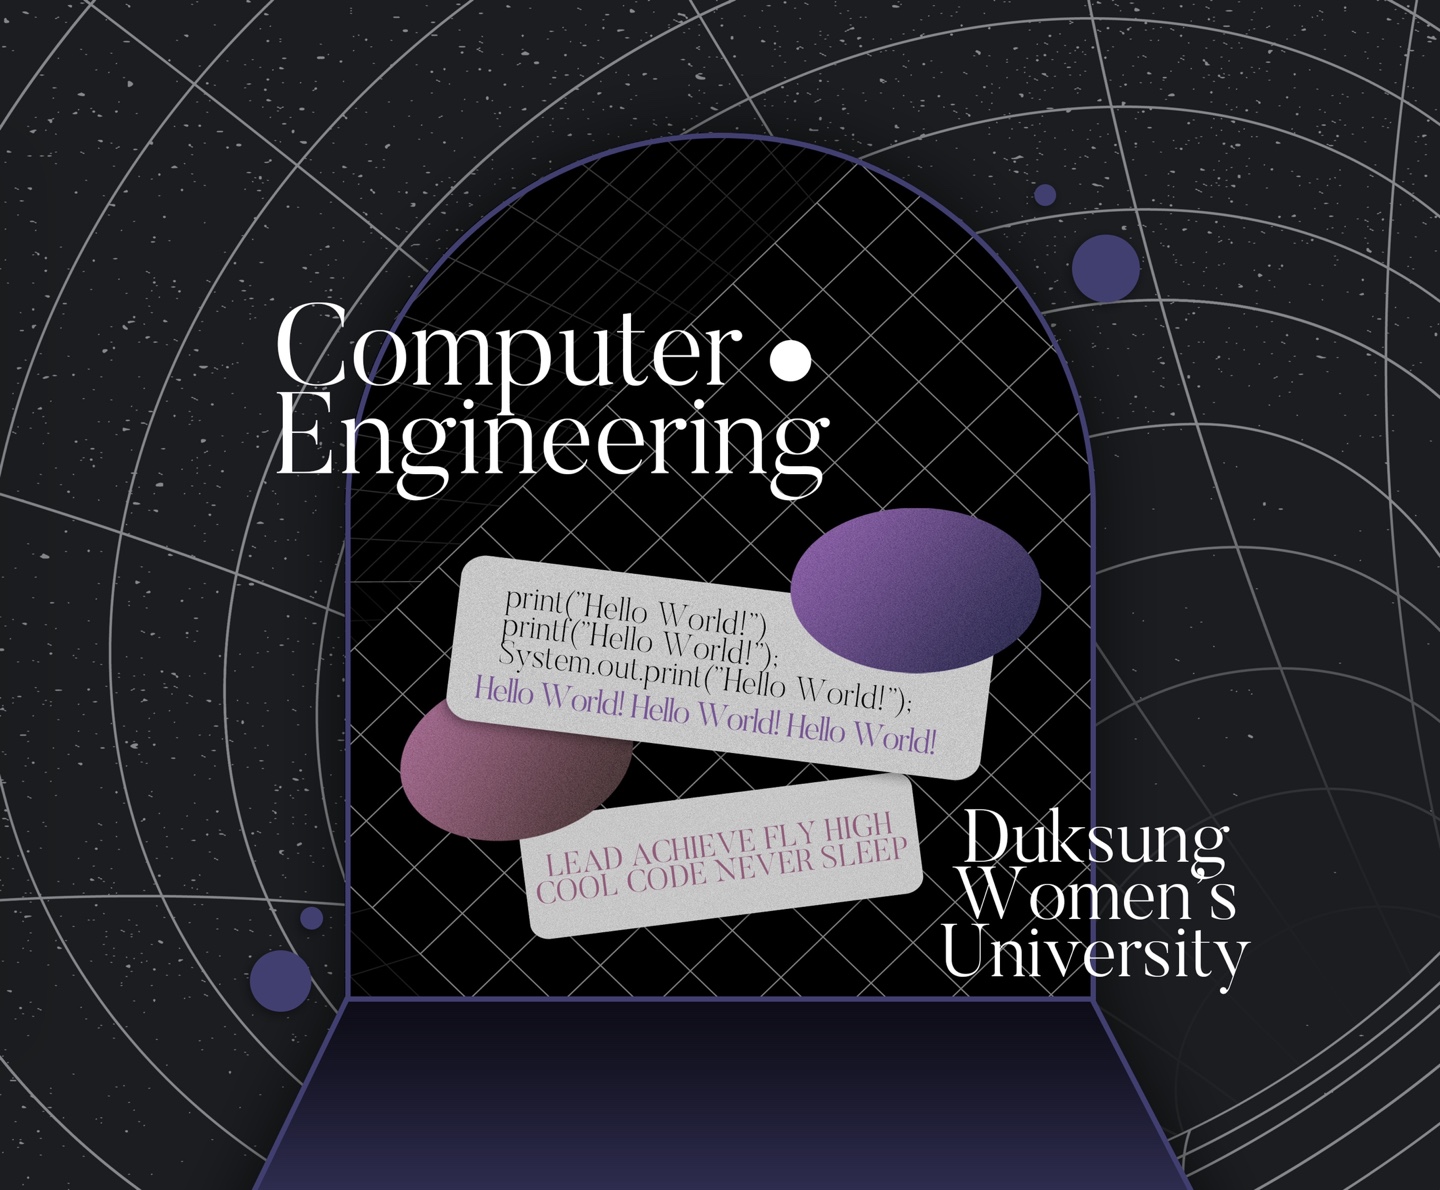 Computer
Engineering
print("Hello World!")
printf("Hello World!");
System.out.print("Hello World!");
Hello World! Hello World! Hello World!
LEAD ACHIEVE FLY HIGH
COOL CODE NEVER SLEEP
Duksung
Women's
University